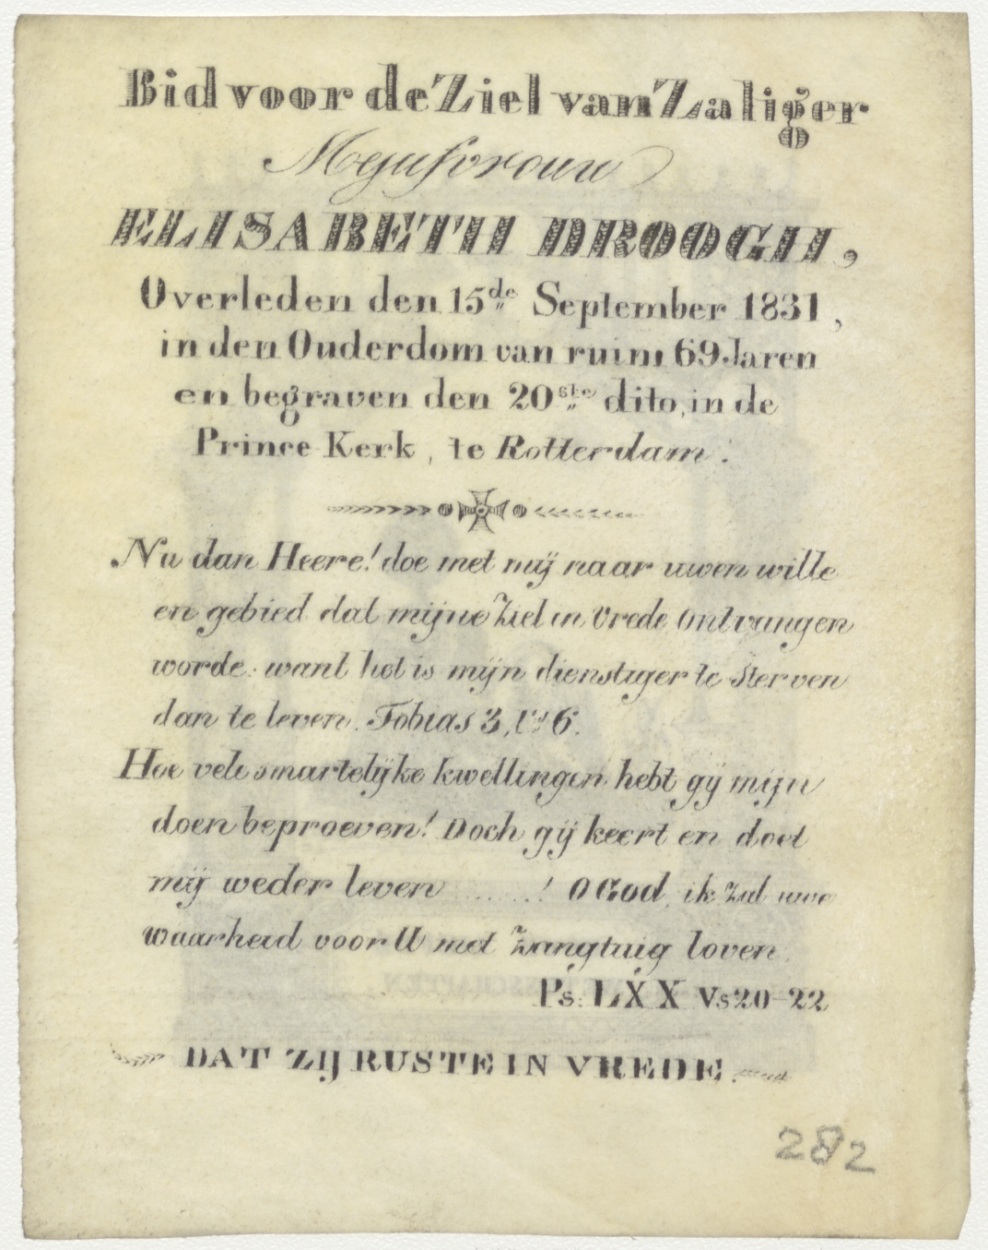 Bid voor de Ziel van Zaliger
Mejufvrouw
ELISABETH DROOGH,
Overleden den 15de September 1831,
in den Ouderdom van ruim 69 Jaren
en begraven den 20ste dito, in de
Prince Kerk, te Rotterdam.
Nu dan Heere! doe met mij naar uwen wille
en gebied dat mijne Ziel in Vrede Ontvangen
worde. want het is mijn dienstiger te Sterven
dan te leven. Tobias 3, Vs 6.
Hoe vele smartelijke kwellingen hebt gij mijn
doen beproeven! Doch gij keert en doet
mij weder leven ......! O God, ik zal uwe
waarheid voor U met Zangtuig loven.
Ps. LXX Vs 20-22
DAT ZIJ RUSTE IN VREDE.
282